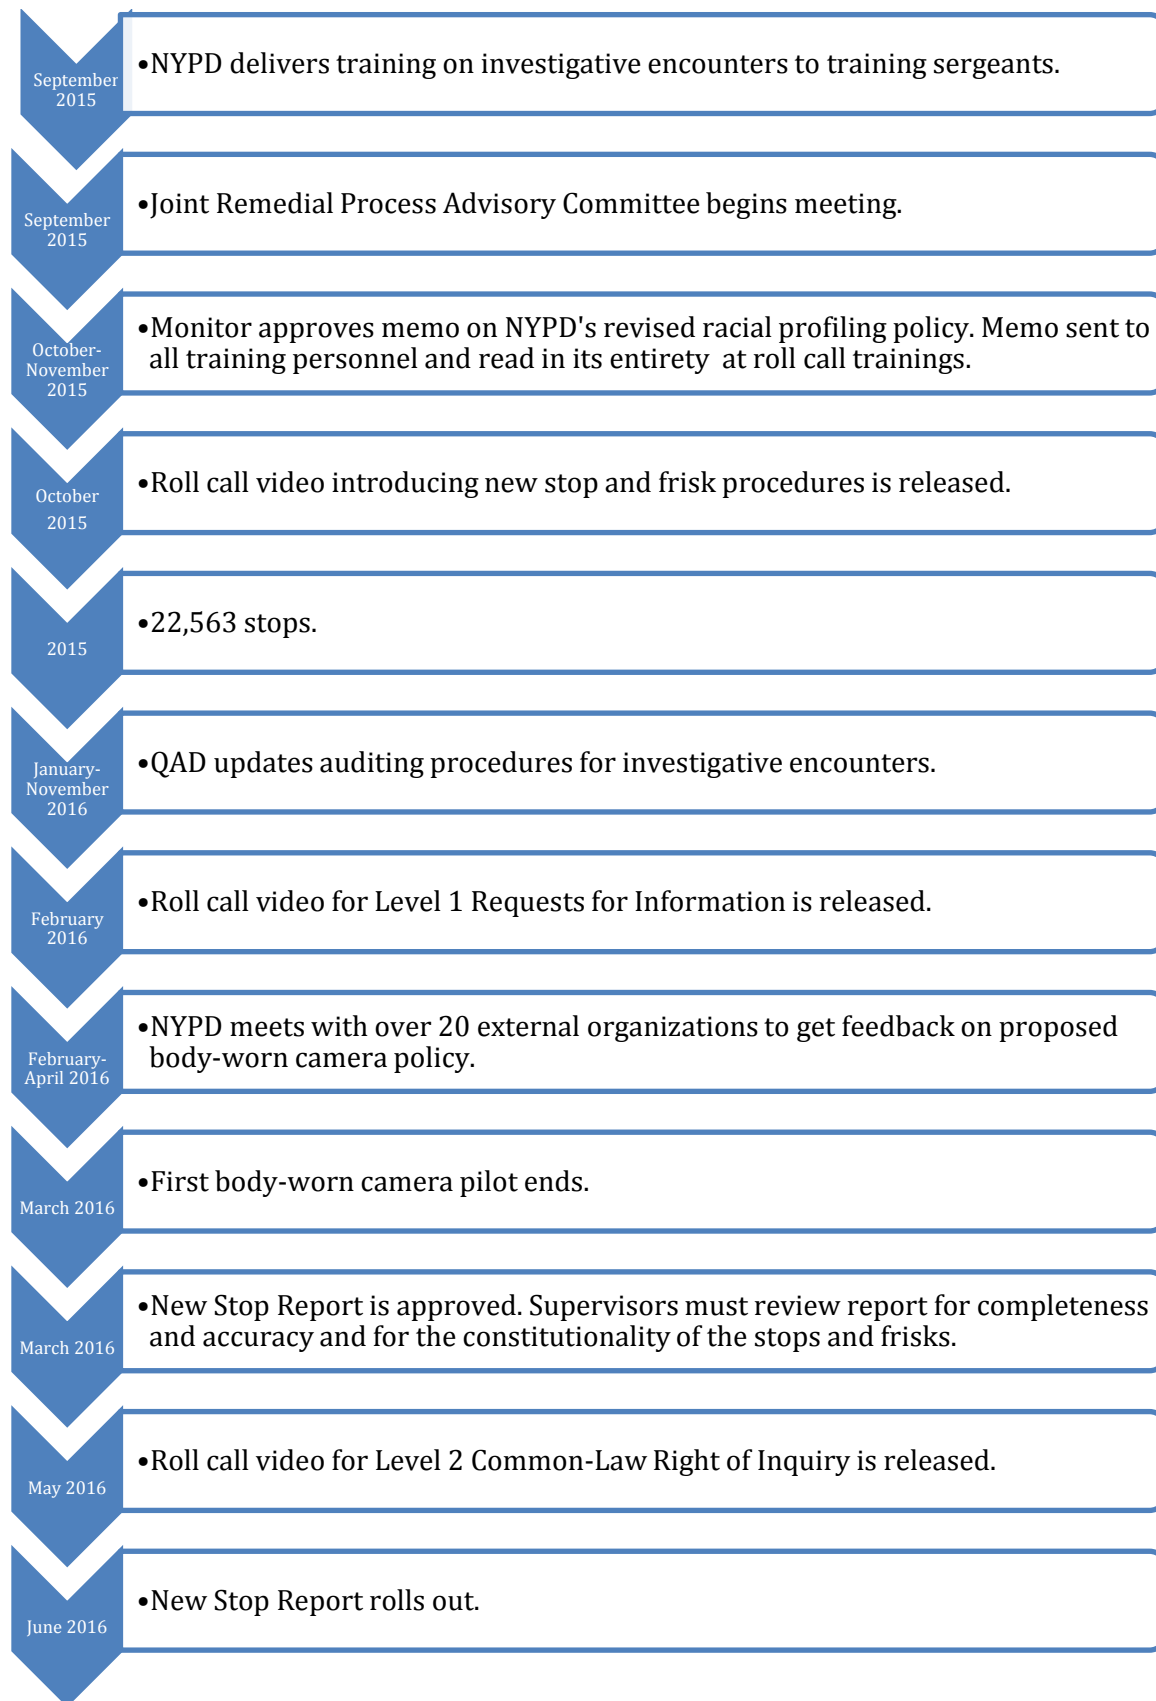 September
2015
•NYPD delivers training on investigative encounters to training sergeants.
September
2015
•Joint Remedial Process Advisory Committee begins meeting.
October-
November
2015
•Monitor approves memo on NYPD's revised racial profiling policy. Memo sent to
all training personnel and read in its entirety at roll call trainings.
October
2015
•Roll call video introducing new stop and frisk procedures is released.
2015
•22,563 stops.
January-
November
2016
•QAD updates auditing procedures for investigative encounters.
February
2016
•Roll call video for Level 1 Requests for Information is released.
February-
April 2016
•NYPD meets with over 20 external organizations to get feedback on proposed
body-worn camera policy.
March 2016
•First body-worn camera pilot ends.
March 2016
•New Stop Report is approved. Supervisors must review report for completeness
and accuracy and for the constitutionality of the stops and frisks.
May 2016
•Roll call video for Level 2 Common-Law Right of Inquiry is released.
June 2016
•New Stop Report rolls out.